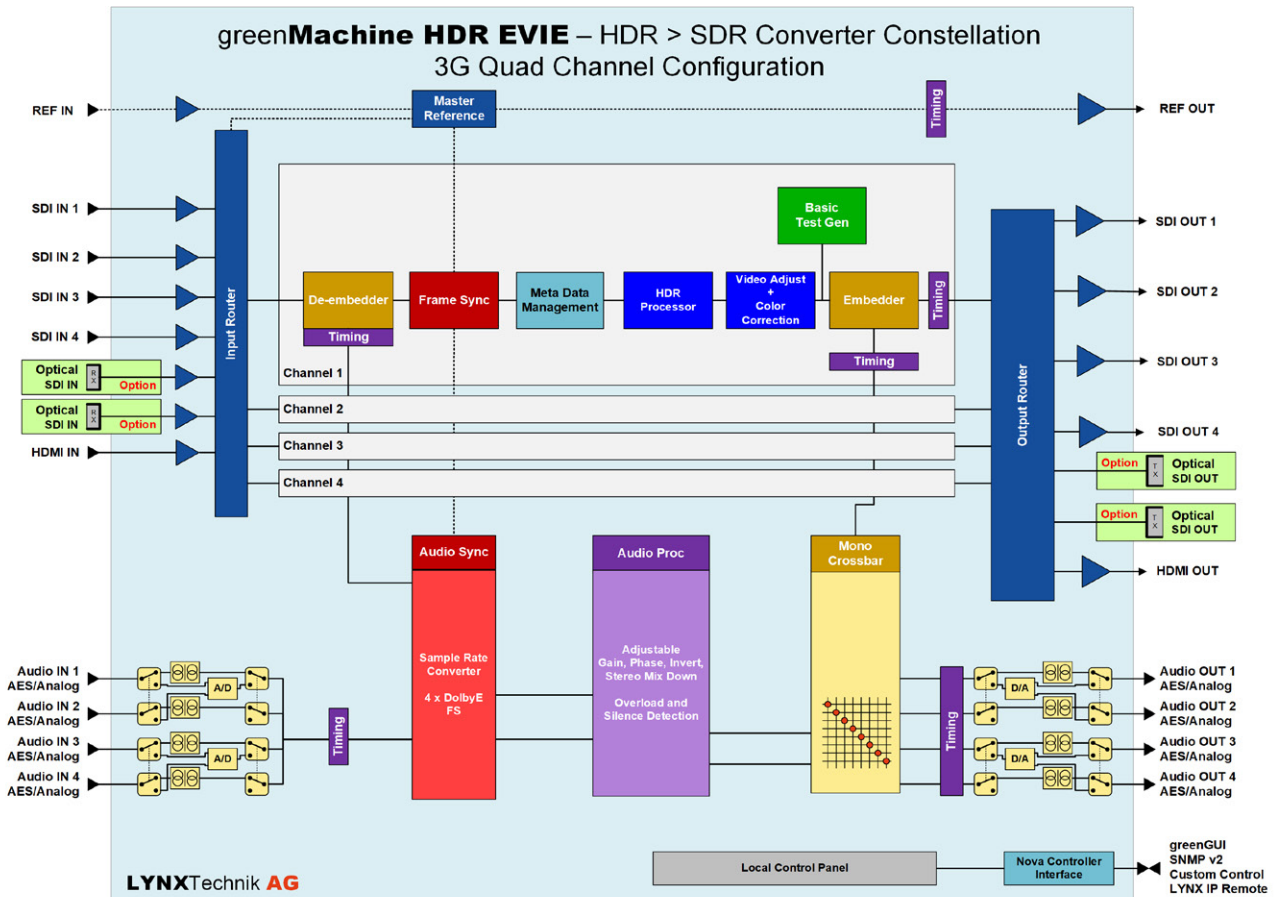 greenMachine HDR EVIE – HDR > SDR Converter Constellation
3G Quad Channel Configuration
REF IN
Master
Reference
Timing
REF OUT
SDI IN 1
SDI IN 2
SDI IN 3
SDI IN 4
Optical
SDI IN
RX
Option
Optical
SDI IN
RX
Option
HDMI IN
Input Router
Basic
Test Gen
De-embedder
Timing
Frame Sync
Meta Data
Management
HDR
Processor
Video Adjust
+
Color
Correction
Embedder
Timing
Timing
Channel 1
Channel 2
Channel 3
Channel 4
Output Router
SDI OUT 1
SDI OUT 2
SDI OUT 3
SDI OUT 4
Option
TX
Optical
SDI OUT
Option
TX
Optical
SDI OUT
HDMI OUT
Audio Sync
Sample Rate
Converter
4 x DolbyE
FS
Audio Proc
Adjustable
Gain, Phase, Invert,
Stereo Mix Down
Overload and
Silence Detection
Mono
Crossbar
Audio IN 1
AES/Analog
Audio IN 2
AES/Analog
Audio IN 3
AES/Analog
Audio IN 4
AES/Analog
A/D
A/D
Timing
Timing
D/A
D/A
Audio OUT 1
AES/Analog
Audio OUT 2
AES/Analog
Audio OUT 3
AES/Analog
Audio OUT 4
AES/Analog
Local Control Panel
Nova Controller
Interface
greenGUI
SNMP v2
Custom Control
LYNX IP Remote
LYNXTechnik AG